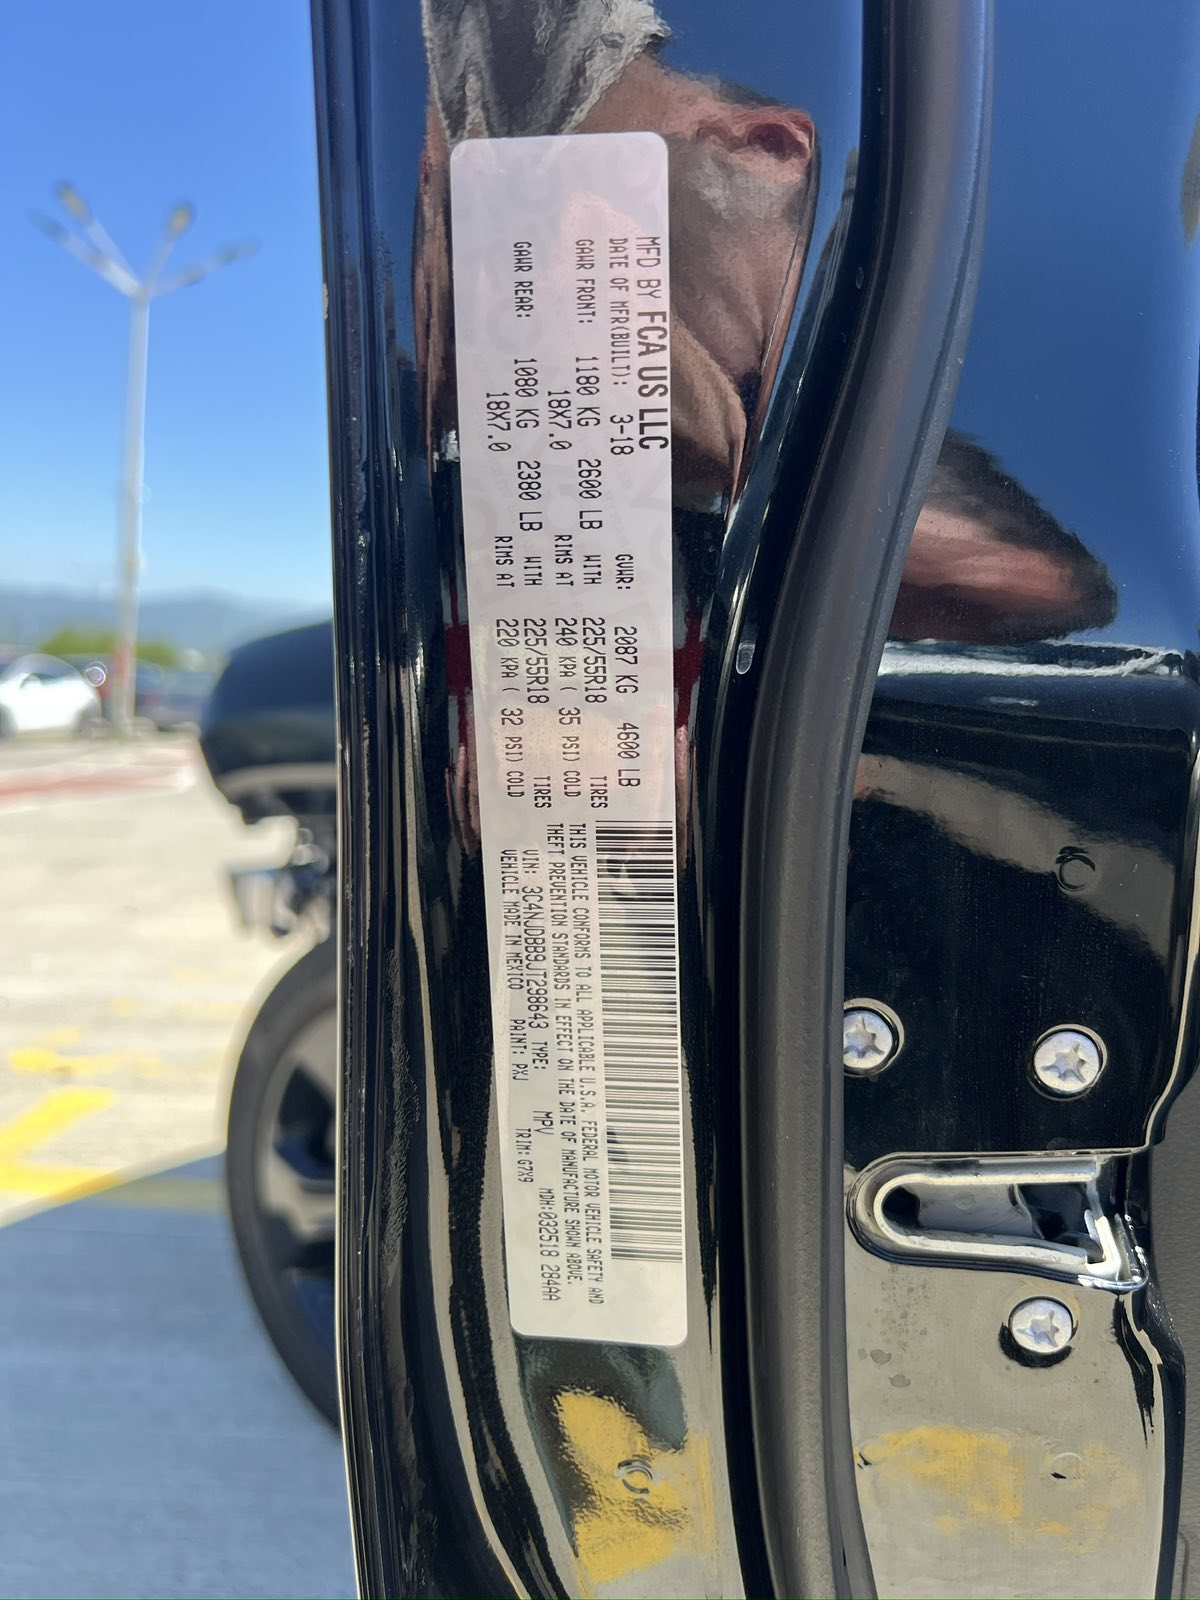 MFD BY FCA US LLC
DATE OF MFR(BUILT): 3-18 GVWR: 2087 KG 4600 LB
GAWR FRONT: 1180 KG 2600 LB WITH 225/55R18 TIRES
18X7.0 RIMS AT 240 KPA ( 35 PSI) COLD
GAWR REAR: 1080 KG 2380 LB WITH 225/55R18 TIRES
18X7.0 RIMS AT 220 KPA ( 32 PSI) COLD
THIS VEHICLE CONFORMS TO ALL APPLICABLE U.S.A. FEDERAL MOTOR VEHICLE SAFETY AND
THEFT PREVENTION STANDARDS IN EFFECT ON THE DATE OF MANUFACTURE SHOWN ABOVE.
VIN: 3C4NJDBB9JT298643 TYPE: MPV MDH:032518 284AA
VEHICLE MADE IN MEXICO PAINT: PXJ TRIM: G7X9